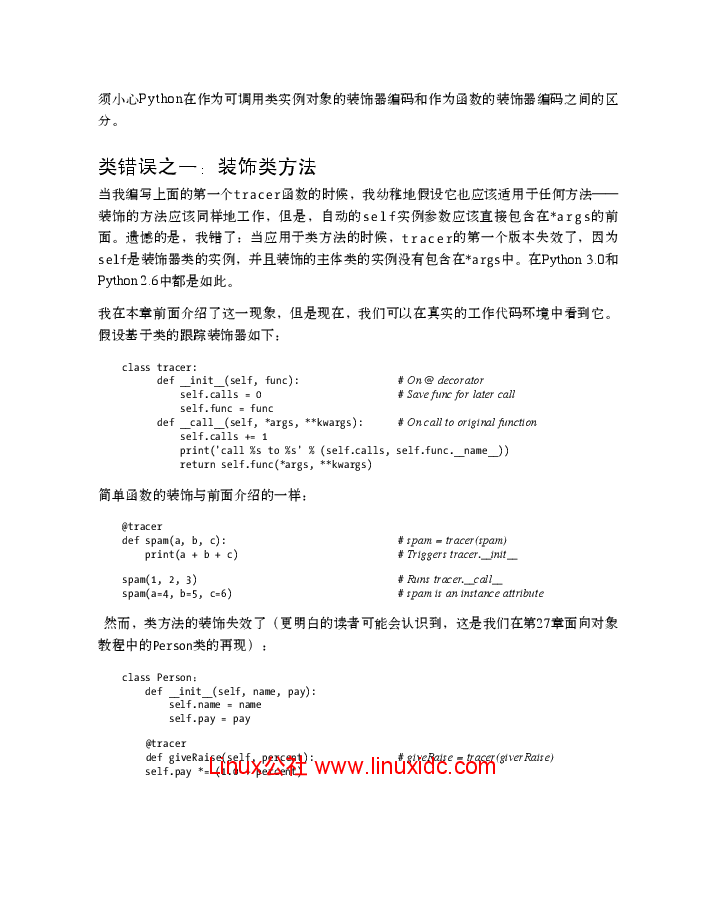 须小心Python在作为可调用类实例对象的装饰器编码和作为函数的装饰器编码之间的区
分。
类错误之一：装饰类方法
当我编写上面的第一个tracer函数的时候，我幼稚地假设它也应该适用于任何方法——
装饰的方法应该同样地工作，但是，自动的self实例参数应该直接包含在*args的前
面。遗憾的是，我错了：当应用于类方法的时候，tracer的第一个版本失效了，因为
self是装饰器类的实例，并且装饰的主体类的实例没有包含在*args中。在Python 3.0和
Python 2.6中都是如此。
我在本章前面介绍了这一现象，但是现在，我们可以在真实的工作代码环境中看到它。
假设基于类的跟踪装饰器如下：
class tracer:
def __init__(self, func): # On @ decorator
self.calls = 0 # Save func for later call
self.func = func
def __call__(self, *args, **kwargs): # On call to original function
self.calls += 1
print('call %s to %s' % (self.calls, self.func.__name__))
return self.func(*args, **kwargs)
简单函数的装饰与前面介绍的一样：
@tracer
def spam(a, b, c): # spam = tracer(spam)
print(a + b + c) # Triggers tracer.__init__
spam(1, 2, 3) # Runs tracer.__call__
spam(a=4, b=5, c=6) # spam is an instance attribute
然而，类方法的装饰失效了（更明白的读者可能会认识到，这是我们在第27章面向对象
教程中的Person类的再现）：
class Person:
def __init__(self, name, pay):
self.name = name
self.pay = pay
@tracer
def giveRaise(self, percent): # giveRaise = tracer(giverRaise)
self.pay *= (1.0 + percent)
Linux公社 www.linuxidc.com